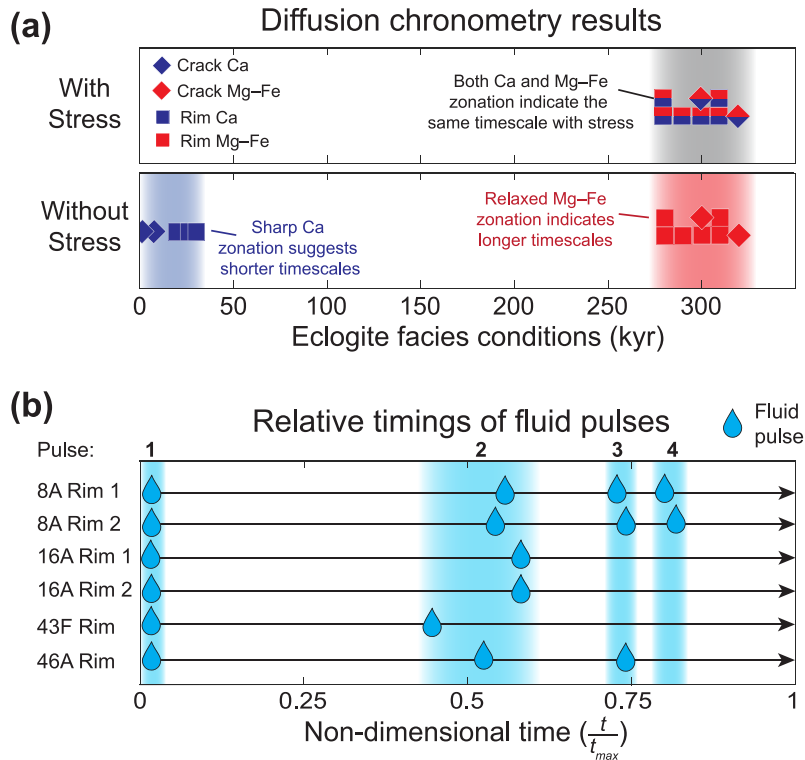 (a)
Diffusion chronometry results
With
Stress
Crack Ca
Crack Mg–Fe
Rim Ca
Rim Mg–Fe
Both Ca and Mg–Fe
zonation indicate the
same timescale with stress
Without
Stress
Sharp Ca
zonation suggests
shorter timescales
Relaxed Mg–Fe
zonation indicates
longer timescales
0 50 100 150 200 250 300
Eclogite facies conditions (kyr)
(b)
Relative timings of fluid pulses
Fluid
pulse
Pulse: 1 2 3 4
8A Rim 1
8A Rim 2
16A Rim 1
16A Rim 2
43F Rim
46A Rim
0 0.25 0.5 0.75 1
Non-dimensional time (t/t_max)